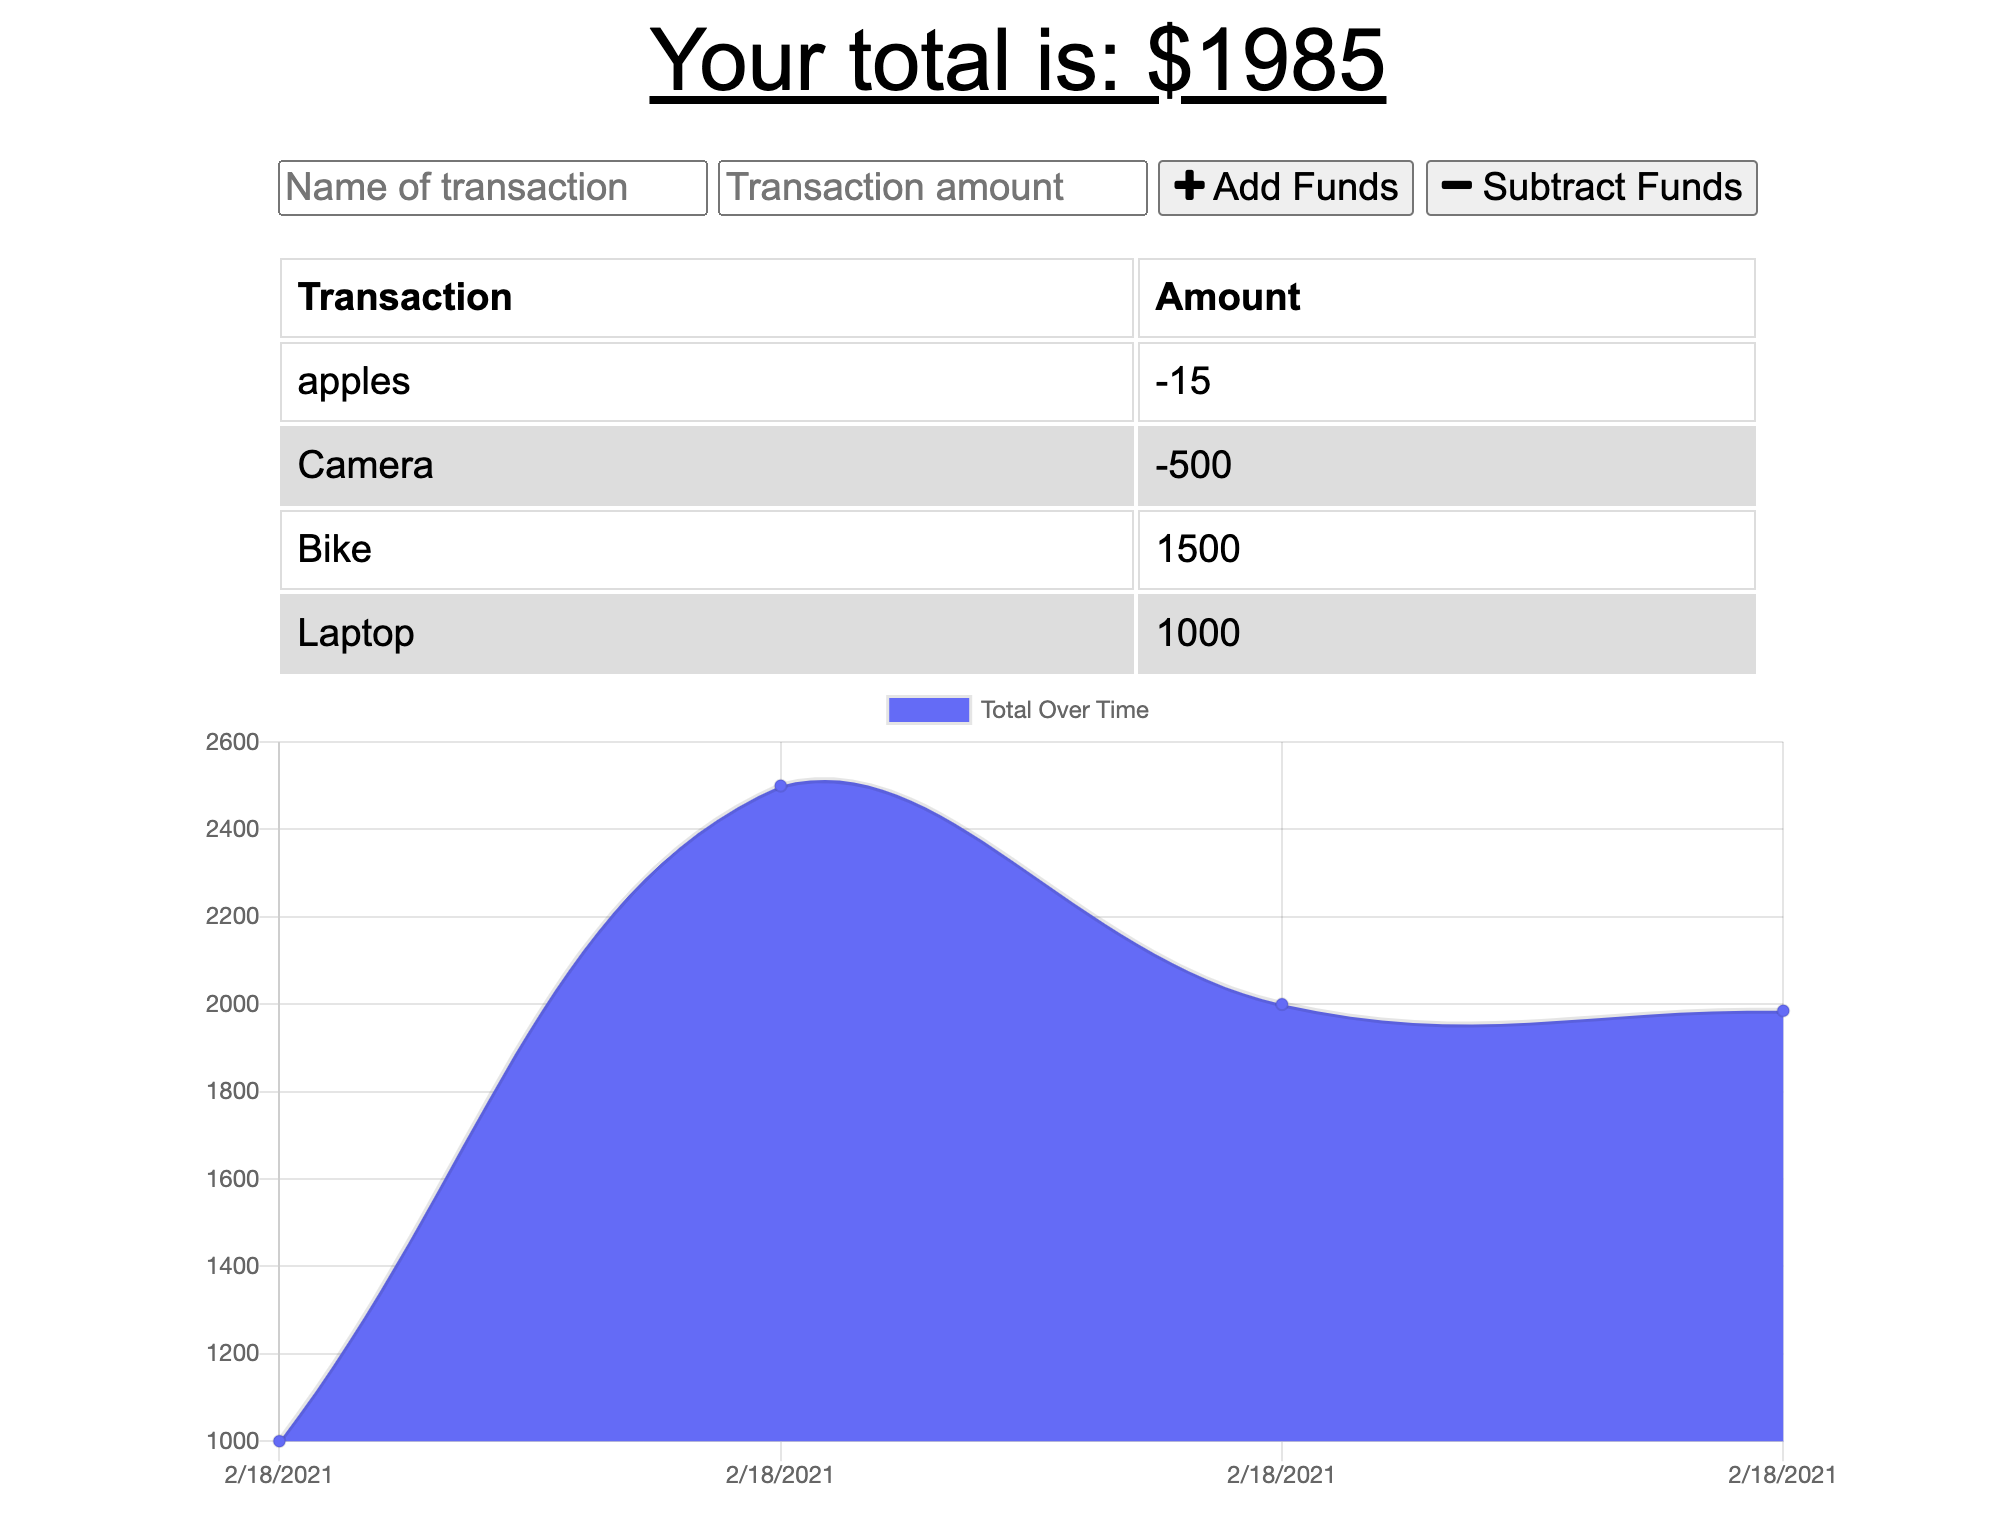 Your total is: $1985
Name of transaction Transaction amount Add Funds Subtract Funds
Transaction Amount
apples -15
Camera -500
Bike 1500
Laptop 1000
Total Over Time
2600
2400
2200
2000
1800
1600
1400
1200
1000
2/18/2021 2/18/2021 2/18/2021 2/18/2021